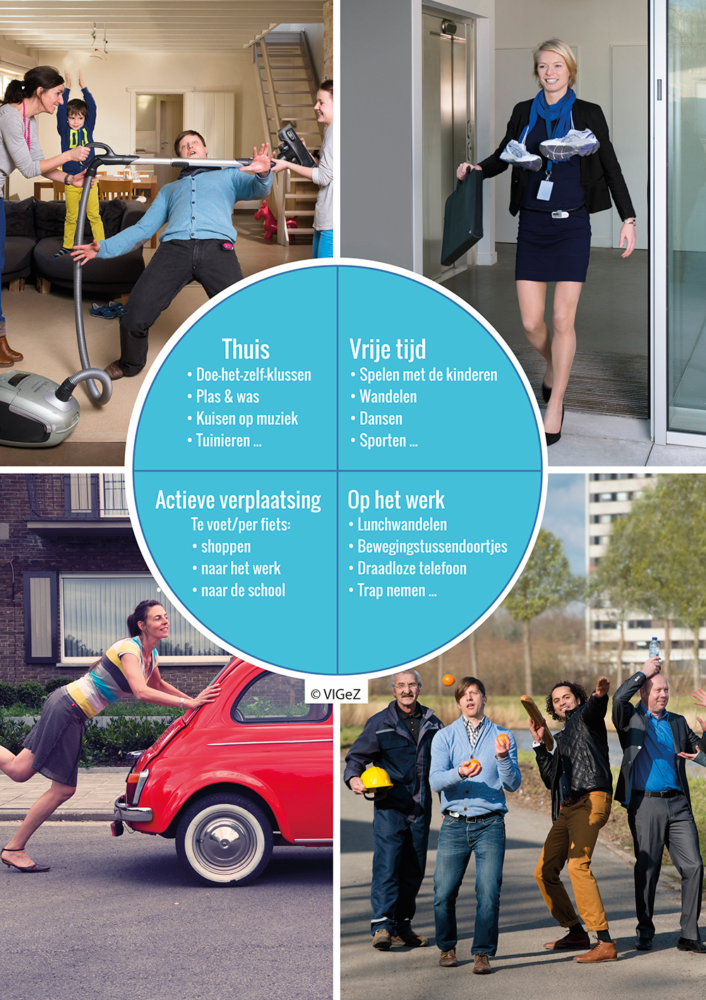 Thuis
• Doe-het-zelf-klussen
• Plas & was
• Kuisen op muziek
• Tuinieren ...
Vrije tijd
• Spelen met de kinderen
• Wandelen
• Dansen
• Sporten ...
Actieve verplaatsing
Te voet/per fiets:
• shoppen
• naar het werk
• naar de school
Op het werk
• Lunchwandelen
• Bewegingstussendoortjes
• Draadloze telefoon
• Trap nemen ...
© VIGeZ